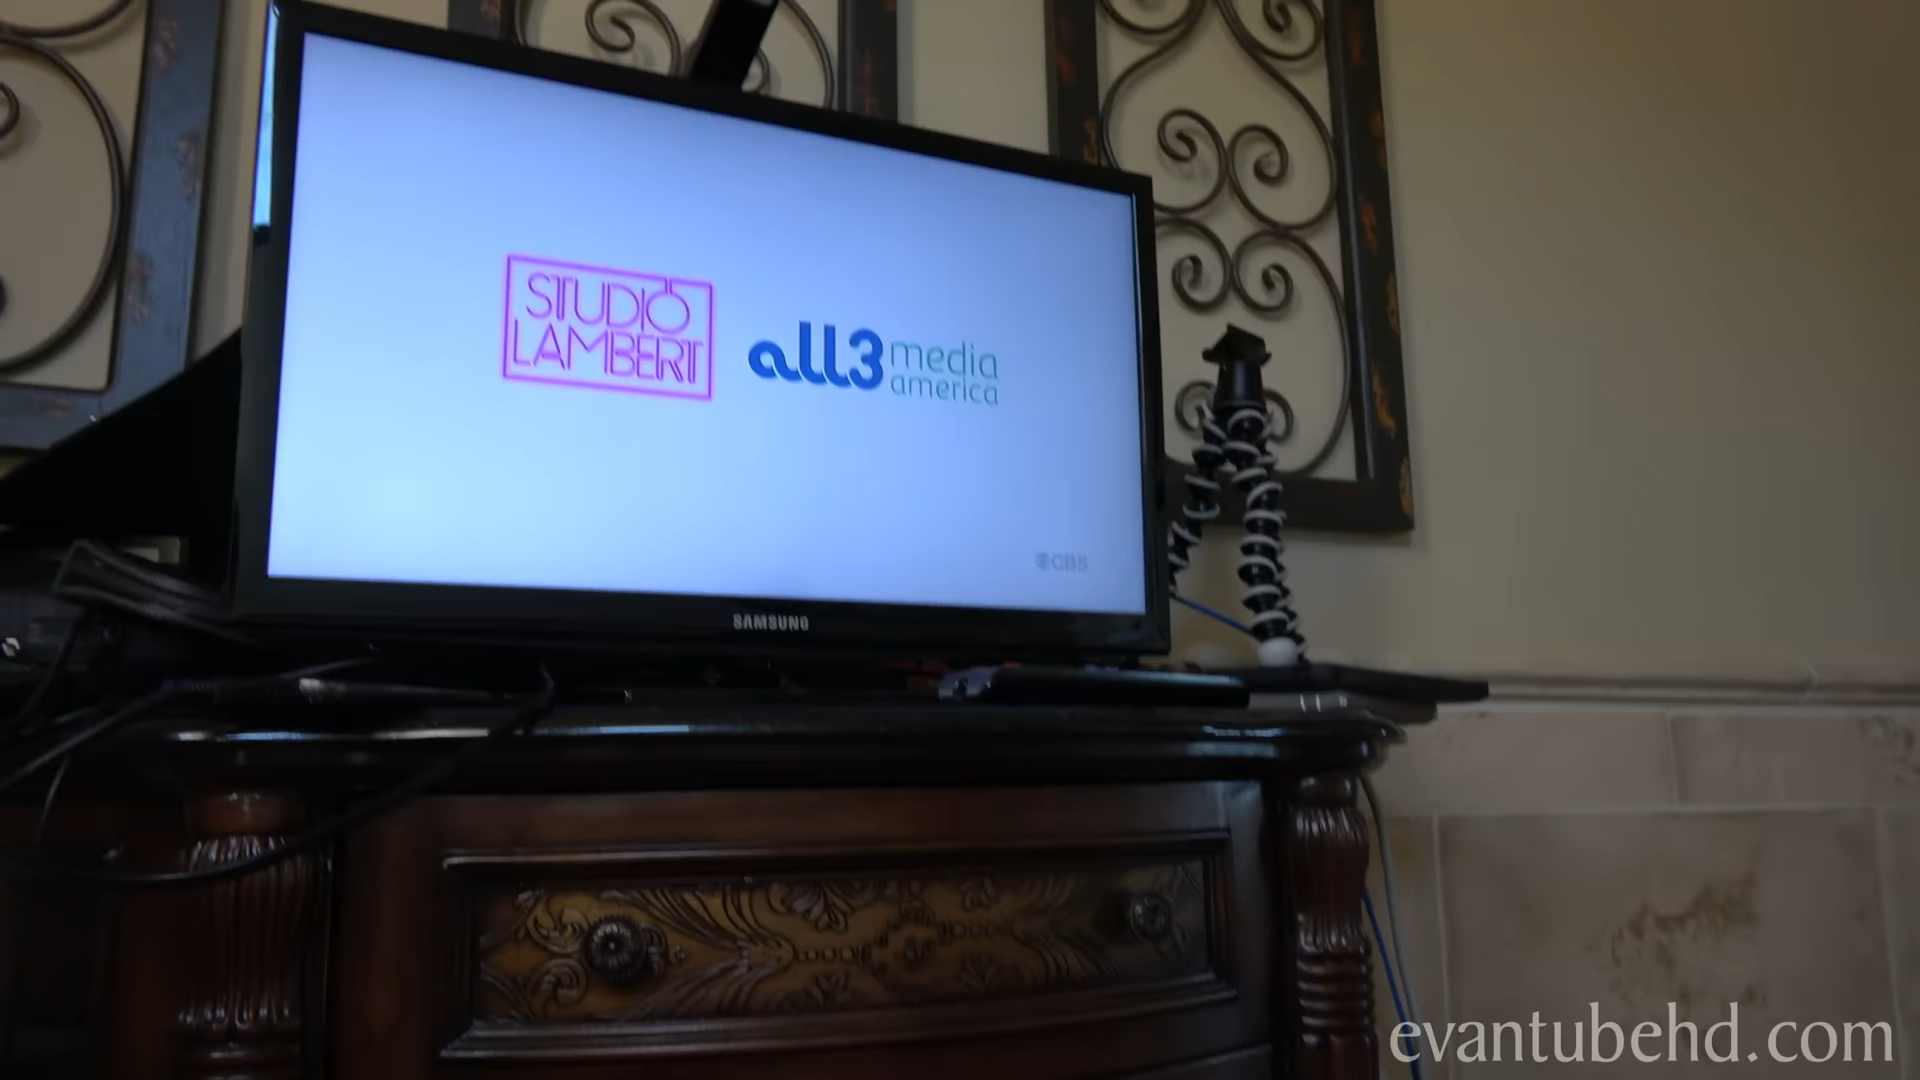 STUDIO
LAMBERT
all3 media
america
CBS
SAMSUNG
evantubehd.com